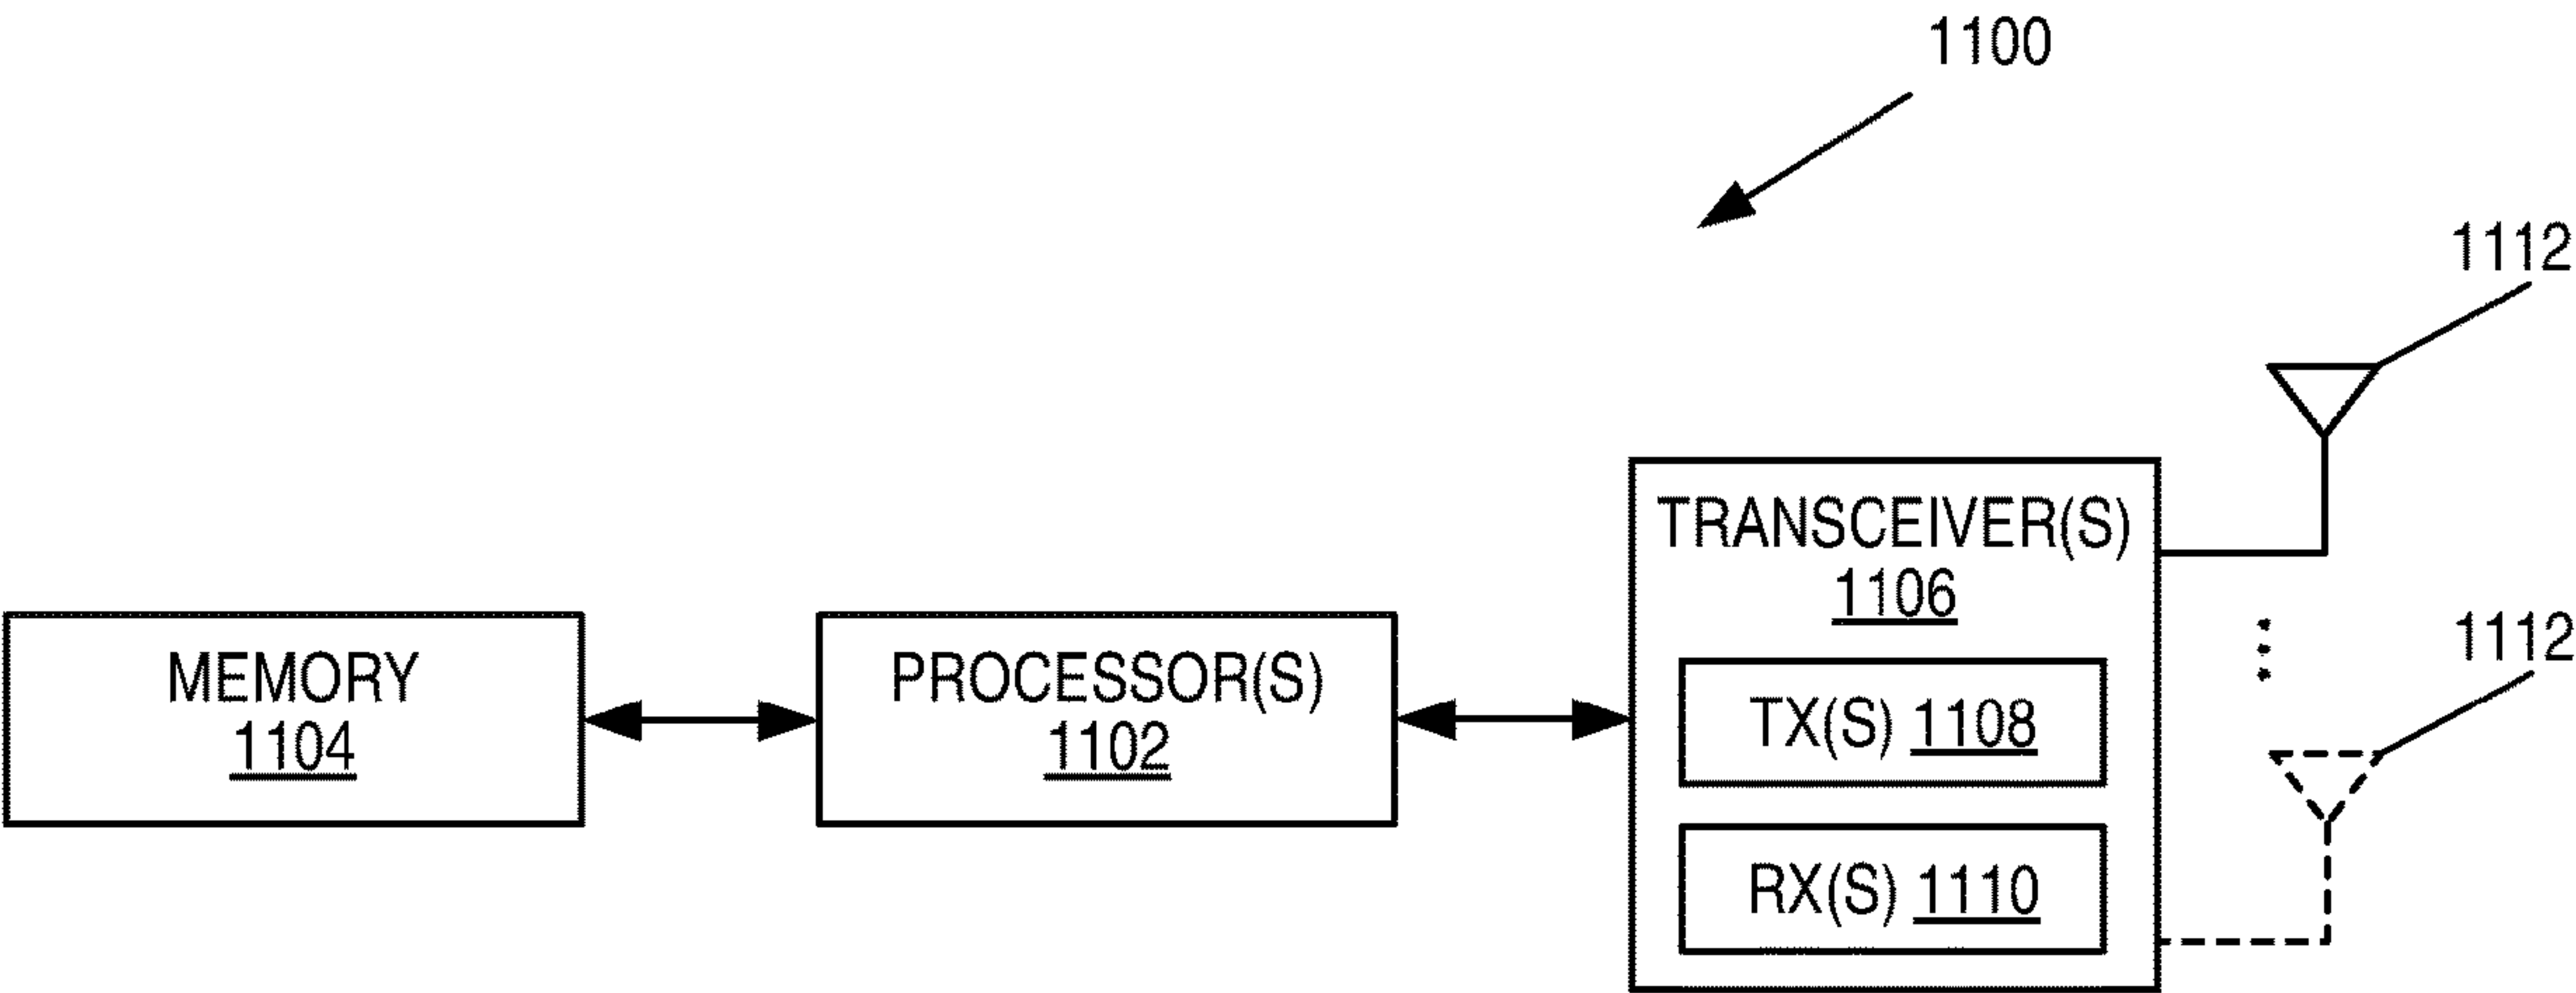 1100
1112
TRANSCEIVER(S)
1106
1112
MEMORY
1104
PROCESSOR(S)
1102
TX(S) 1108
RX(S) 1110